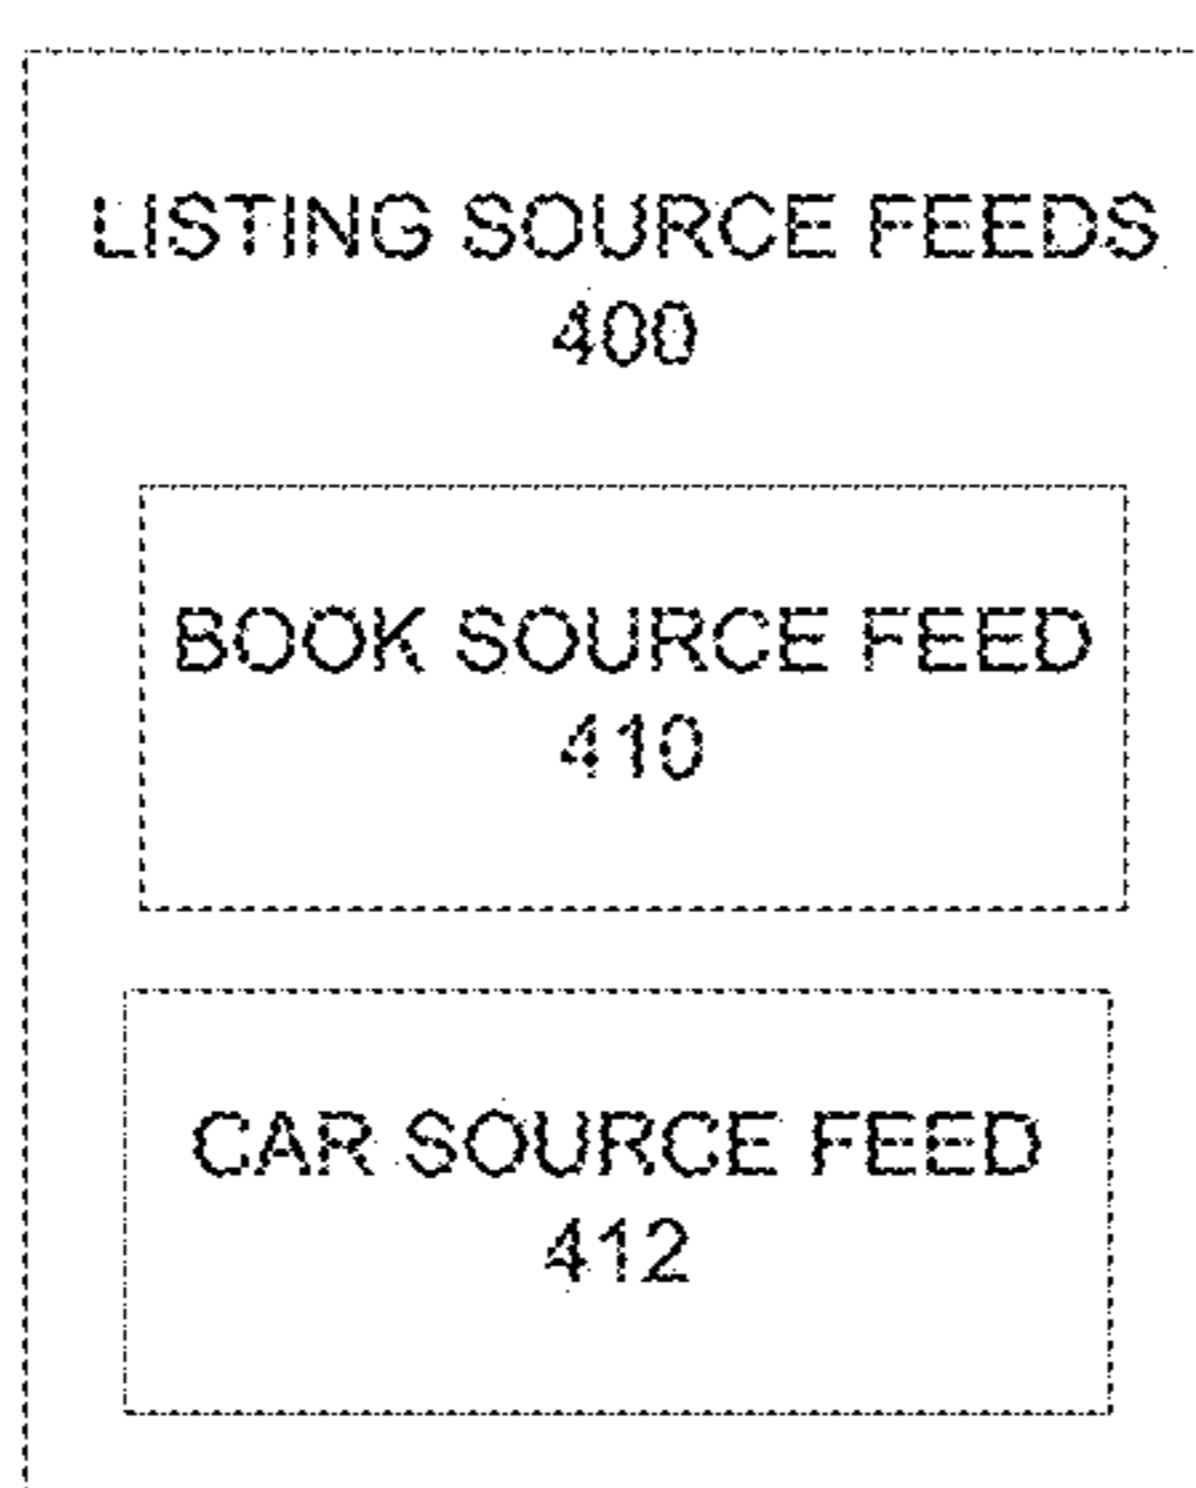 LISTING SOURCE FEEDS
400
BOOK SOURCE FEED
410
CAR SOURCE FEED
412